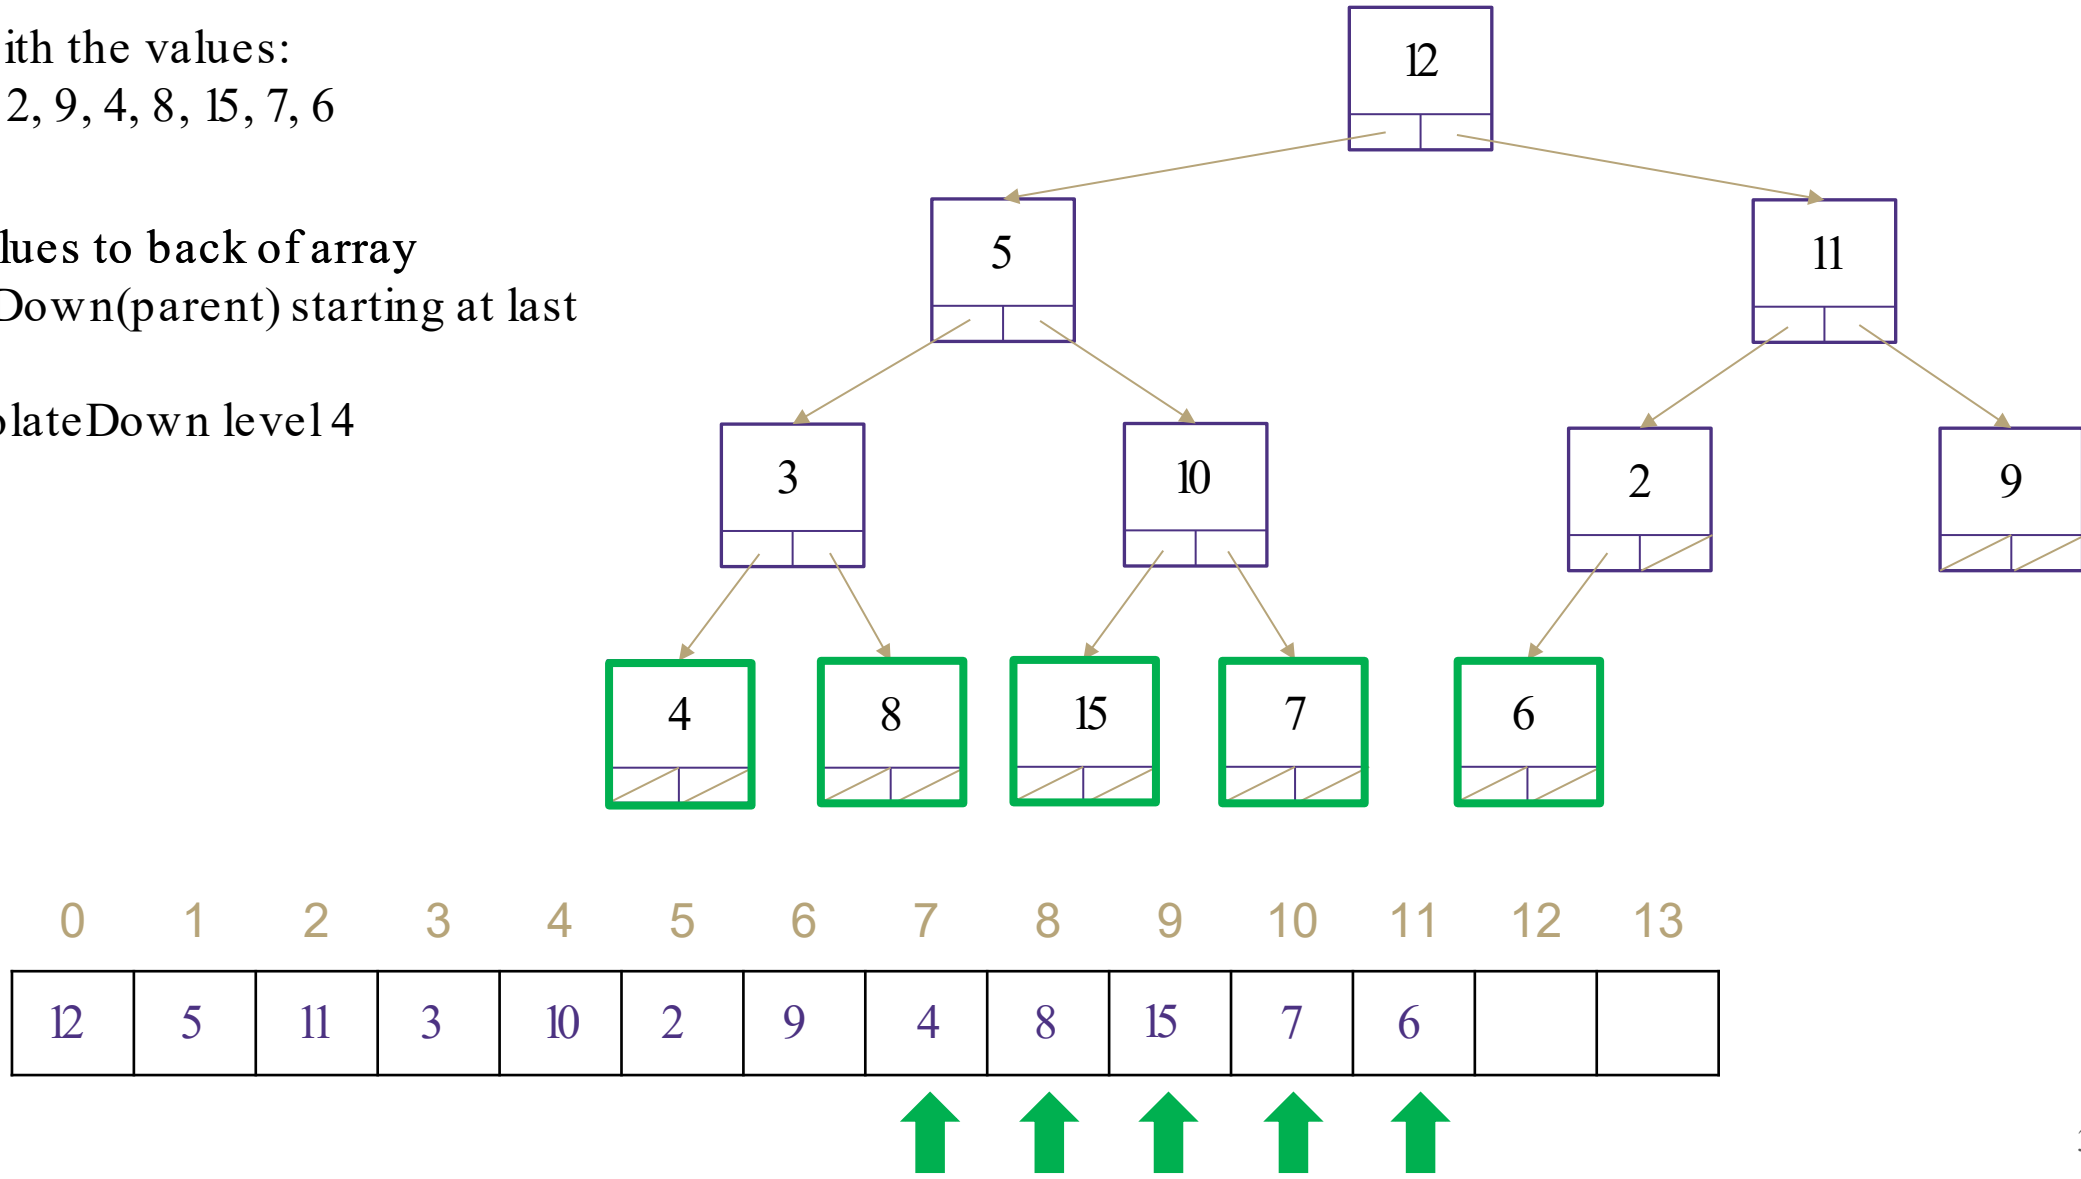 ith the values:
2, 9, 4, 8, 15, 7, 6
lues to back of array
Down(parent) starting at last
olateDown level 4
12
5 11
3 10 2 9
4 8 15 7 6
0 1 2 3 4 5 6 7 8 9 10 11 12 13
12 5 11 3 10 2 9 4 8 15 7 6